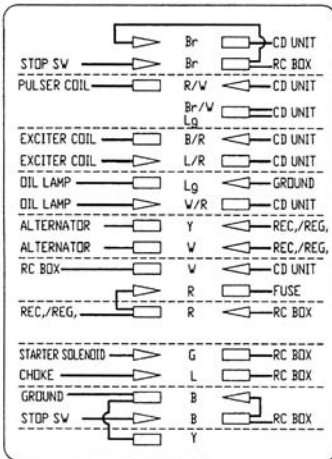 Br CD UNIT
STOP SW Br RC BOX
PULSER COIL R/W CD UNIT
Br/W
Lg CD UNIT
EXCITER COIL B/R CD UNIT
EXCITER COIL L/R CD UNIT
OIL LAMP Lg GROUND
OIL LAMP W/R CD UNIT
ALTERNATOR Y REC,/REG,
ALTERNATOR W REC,/REG,
RC BOX W CD UNIT
R FUSE
REC,/REG, R RC BOX
STARTER SOLENOID G RC BOX
CHOKE L RC BOX
GROUND B
STOP SW B RC BOX
Y